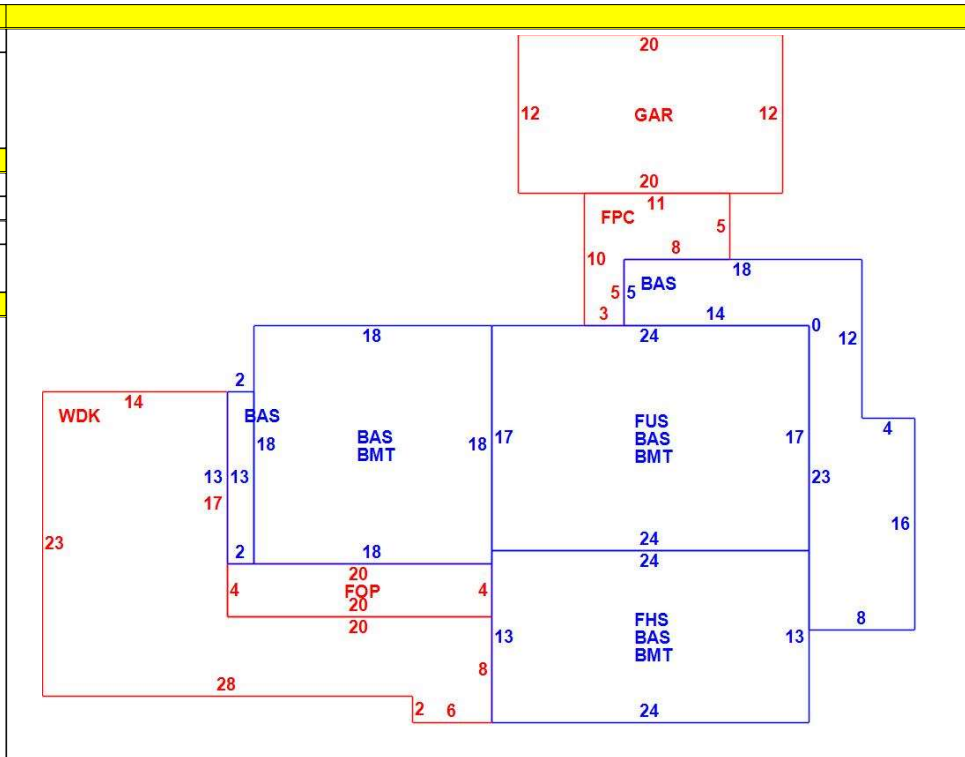 20
12 GAR 12
20
11
FPC
5
10 8
18
5 5 BAS
3 14 0
18 24 12
2
14
4
WDK BAS
FUS
BAS
BMT
BAS
BMT
18 18 17 17
13 13 23
17
16
23
24
2 18 24
20
4 FOP 4
20
20
FHS
BAS
BMT
13 13
8
8
28
2 6 24